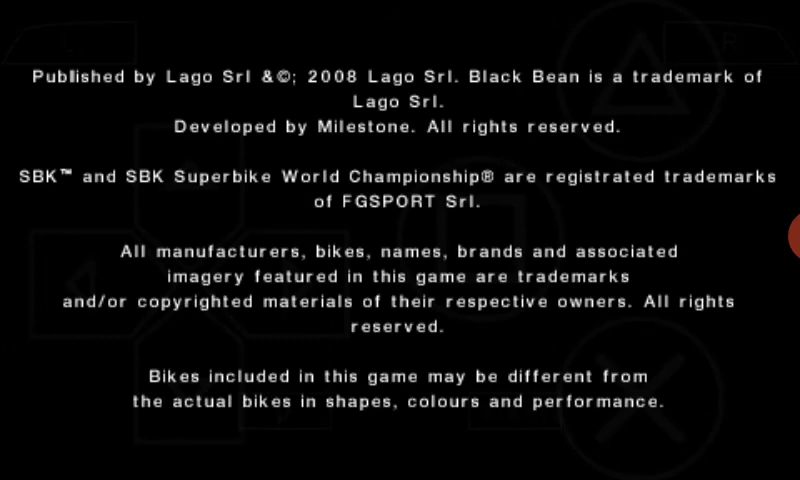 Published by Lago Srl &©; 2008 Lago Srl. Black Bean is a trademark of
Lago Srl.
Developed by Milestone. All rights reserved.
SBK™ and SBK Superbike World Championship® are registrated trademarks
of FGSPORT Srl.
All manufacturers, bikes, names, brands and associated
imagery featured in this game are trademarks
and/or copyrighted materials of their respective owners. All rights
reserved.
Bikes included in this game may be different from
the actual bikes in shapes, colours and performance.